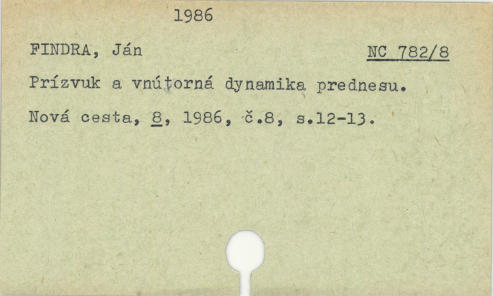 1986
FINDRA, Ján NC 782/8
Prízvuk a vnútorná dynamika prednesu.
Nová cesta, 8, 1986, č.8, s.12-13.